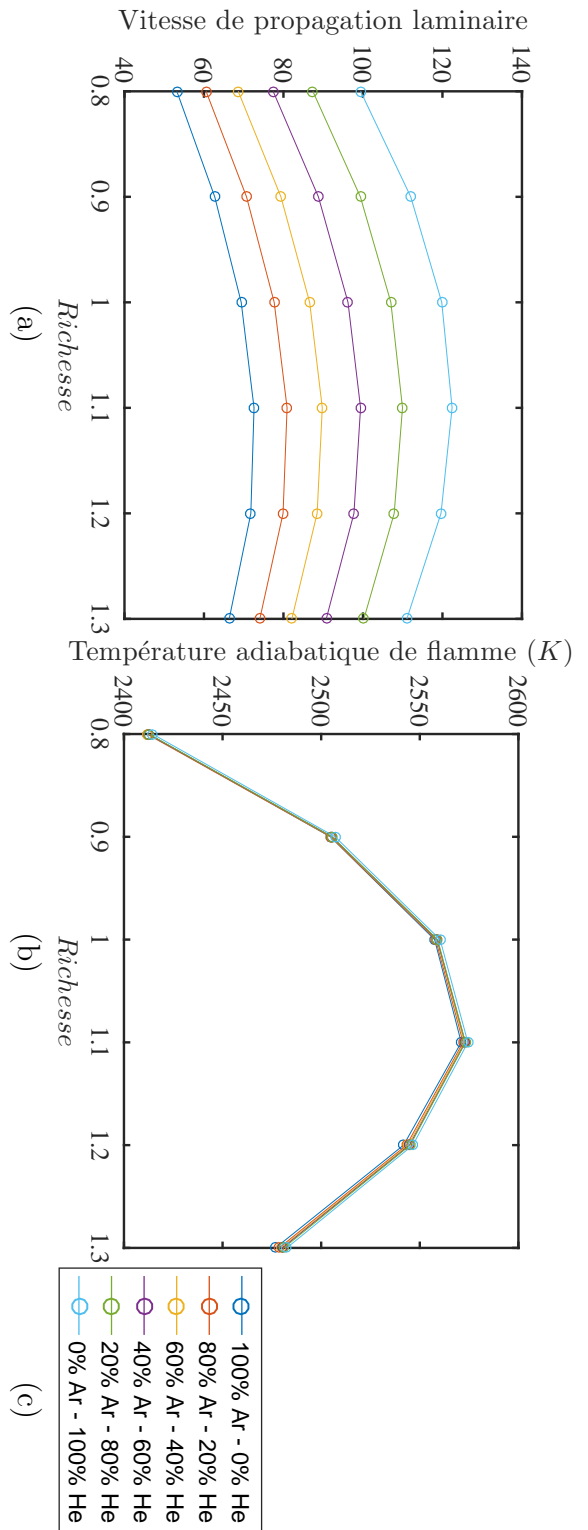 Vitesse de propagation laminaire
140
120
100
80
60
40
0.8
0.9
1
1.1
1.2
1.3
Richesse
(a)
Température adiabatique de flamme (K)
2600
2550
2500
2450
2400
0.8
0.9
1
1.1
1.2
1.3
Richesse
(b)
100% Ar - 0% He
80% Ar - 20% He
60% Ar - 40% He
40% Ar - 60% He
20% Ar - 80% He
0% Ar - 100% He
(c)